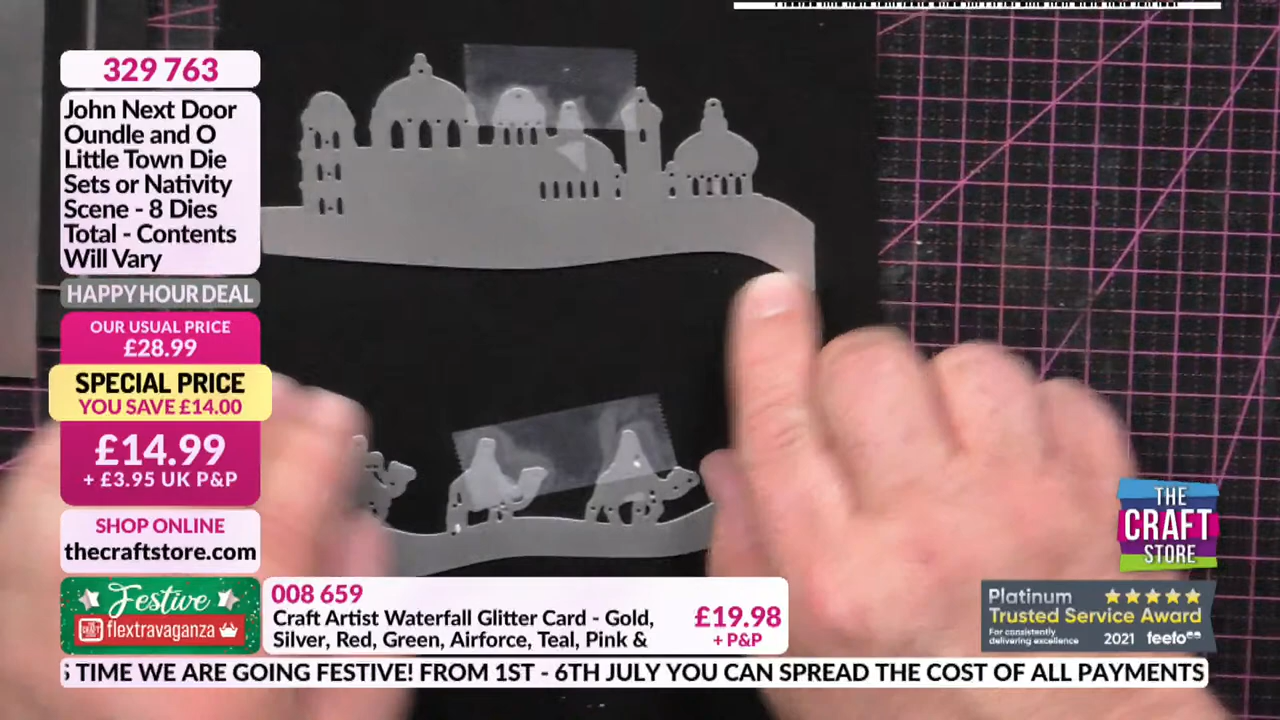 329 763
John Next Door
Oundle and O
Little Town Die
Sets or Nativity
Scene - 8 Dies
Total - Contents
Will Vary
HAPPY HOUR DEAL
OUR USUAL PRICE
£28.99
SPECIAL PRICE
YOU SAVE £14.00
£14.99
+ £3.95 UK P&P
SHOP ONLINE
thecraftstore.com
Festive
flextravaganza
008 659
Craft Artist Waterfall Glitter Card - Gold,
Silver, Red, Green, Airforce, Teal, Pink &
£19.98
+ P&P
THE
CRAFT
STORE
Platinum
Trusted Service Award
For consistently
delivering excellence
2021 feefo
TIME WE ARE GOING FESTIVE! FROM 1ST - 6TH JULY YOU CAN SPREAD THE COST OF ALL PAYMENTS